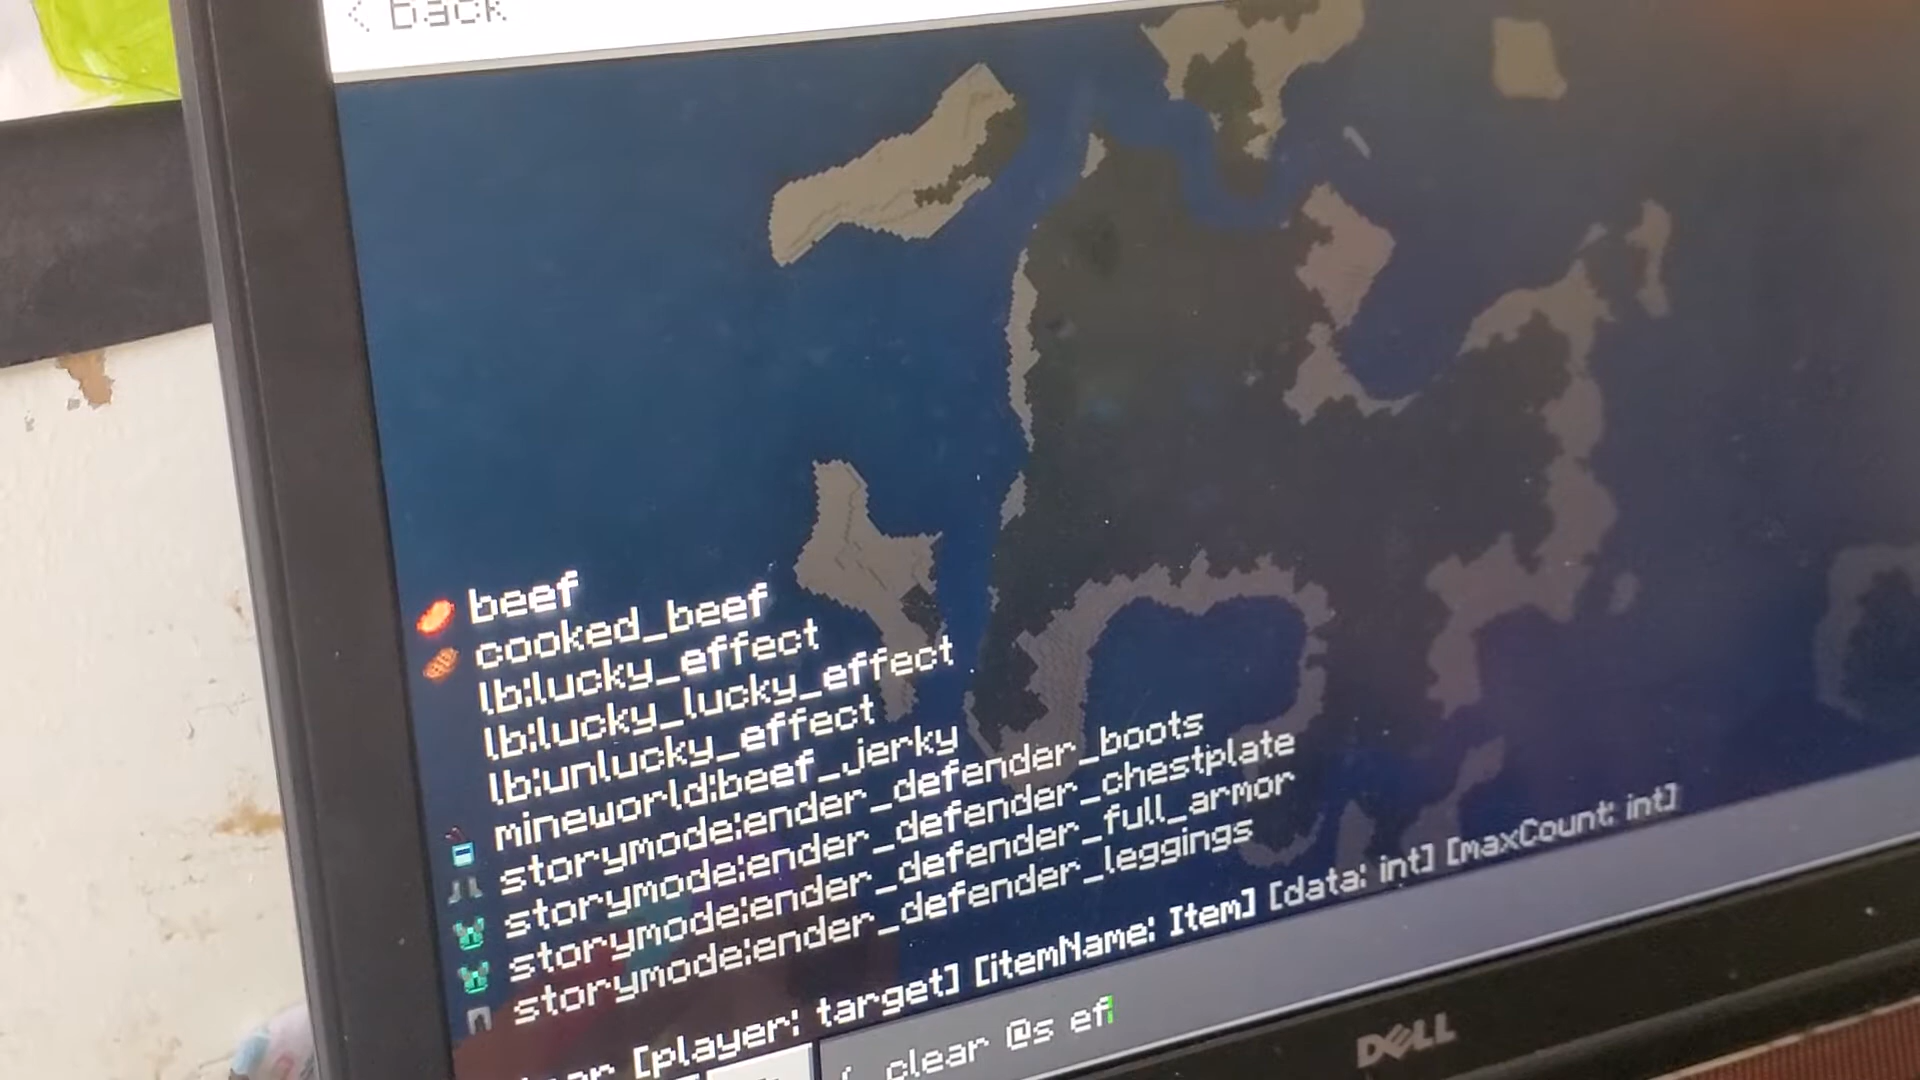 < back
beef
cooked_beef
lb:lucky_effect
lb:lucky_lucky_effect
lb:unlucky_effect
mineworld:beef_jerky
storymode:ender_defender_boots
storymode:ender_defender_chestplate
storymode:ender_defender_full_armor
storymode:ender_defender_leggings
[player: target] [itemName: Item] [data: int] [maxCount: int]
clear @s ef
DELL